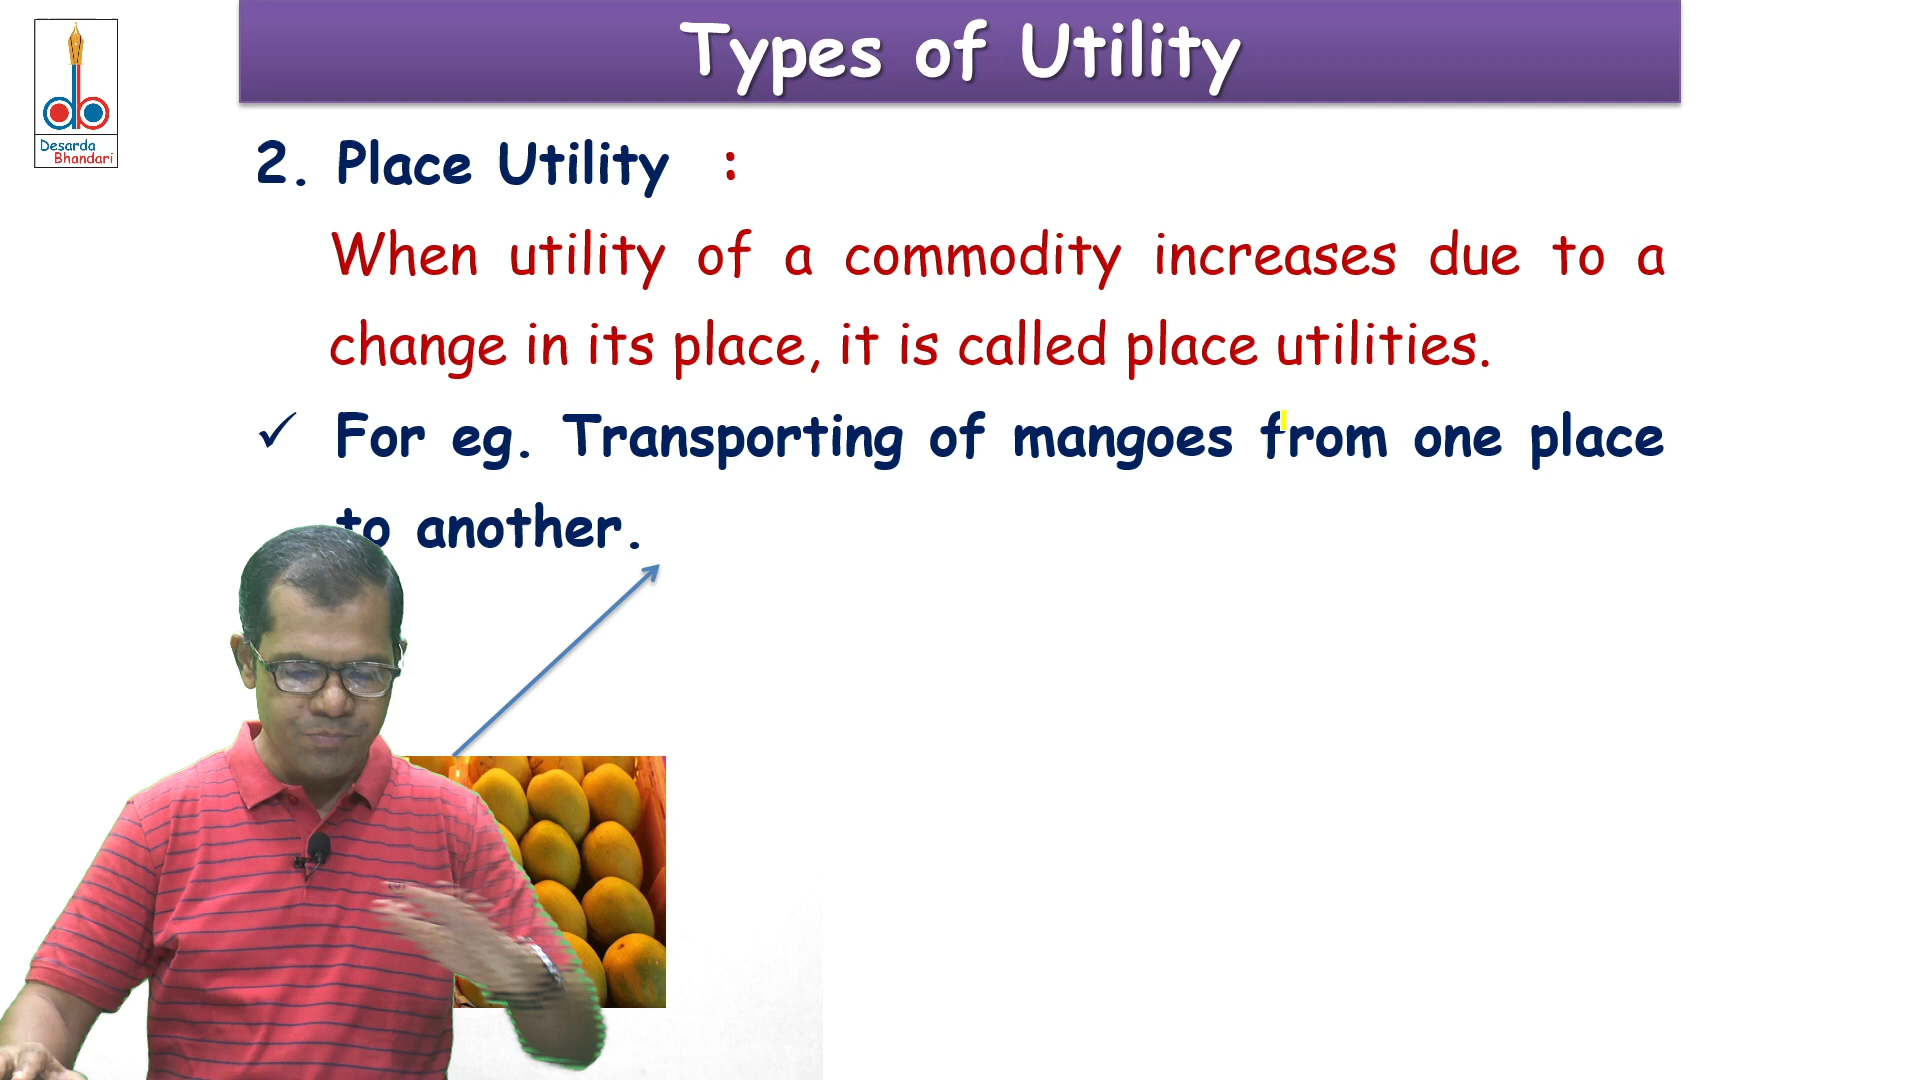 Types of Utility
Desarda
Bhandari
2. Place Utility :
When utility of a commodity increases due to a
change in its place, it is called place utilities.
✓ For eg. Transporting of mangoes from one place
to another.